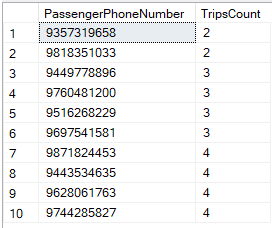 PassengerPhoneNumber TripsCount
1 9357319658 2
2 9818351033 2
3 9449778896 3
4 9760481200 3
5 9516268229 3
6 9697541581 3
7 9871824453 4
8 9443534635 4
9 9628061763 4
10 9744285827 4